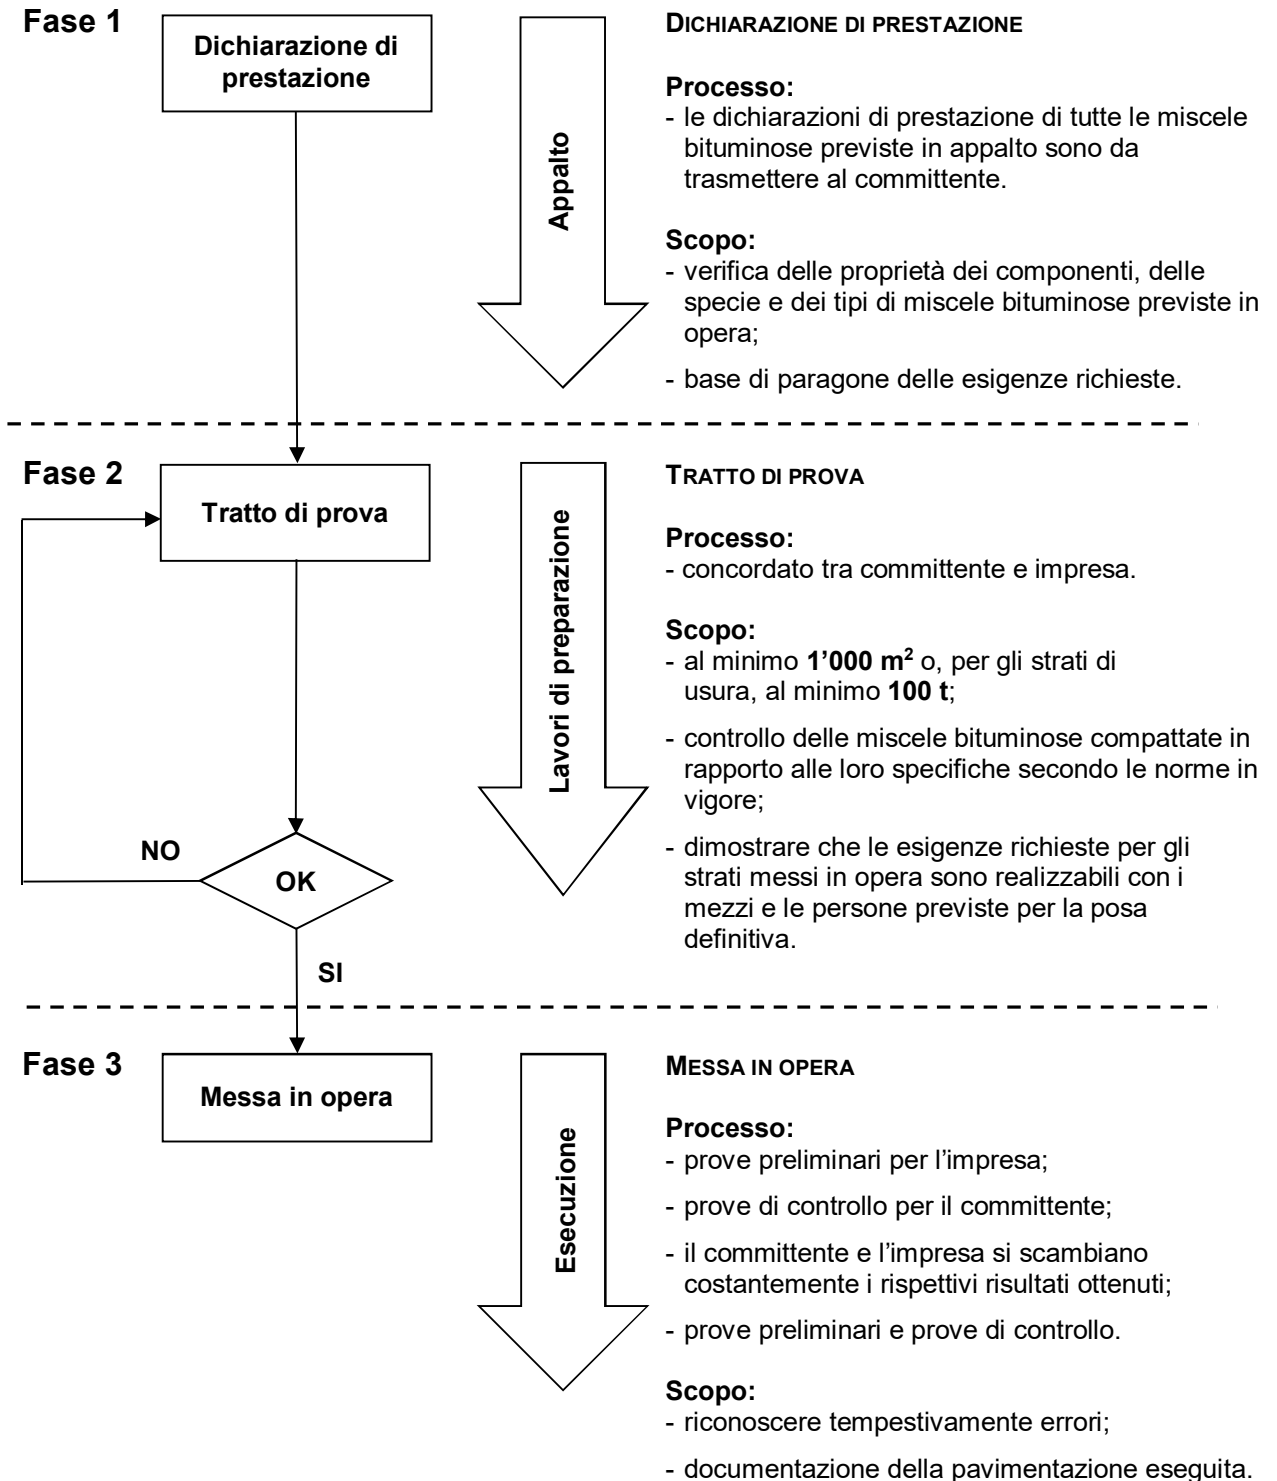 Fase 1
Dichiarazione di
prestazione
Appalto
DICHIARAZIONE DI PRESTAZIONE
Processo:
- le dichiarazioni di prestazione di tutte le miscele
bituminose previste in appalto sono da
trasmettere al committente.
Scopo:
- verifica delle proprietà dei componenti, delle
specie e dei tipi di miscele bituminose previste in
opera;
- base di paragone delle esigenze richieste.
Fase 2
Tratto di prova
NO
OK
SI
Lavori di preparazione
TRATTO DI PROVA
Processo:
- concordato tra committente e impresa.
Scopo:
- al minimo 1’000 m² o, per gli strati di
usura, al minimo 100 t;
- controllo delle miscele bituminose compattate in
rapporto alle loro specifiche secondo le norme in
vigore;
- dimostrare che le esigenze richieste per gli
strati messi in opera sono realizzabili con i
mezzi e le persone previste per la posa
definitiva.
Fase 3
Messa in opera
Esecuzione
MESSA IN OPERA
Processo:
- prove preliminari per l’impresa;
- prove di controllo per il committente;
- il committente e l’impresa si scambiano
costantemente i rispettivi risultati ottenuti;
- prove preliminari e prove di controllo.
Scopo:
- riconoscere tempestivamente errori;
- documentazione della pavimentazione eseguita.